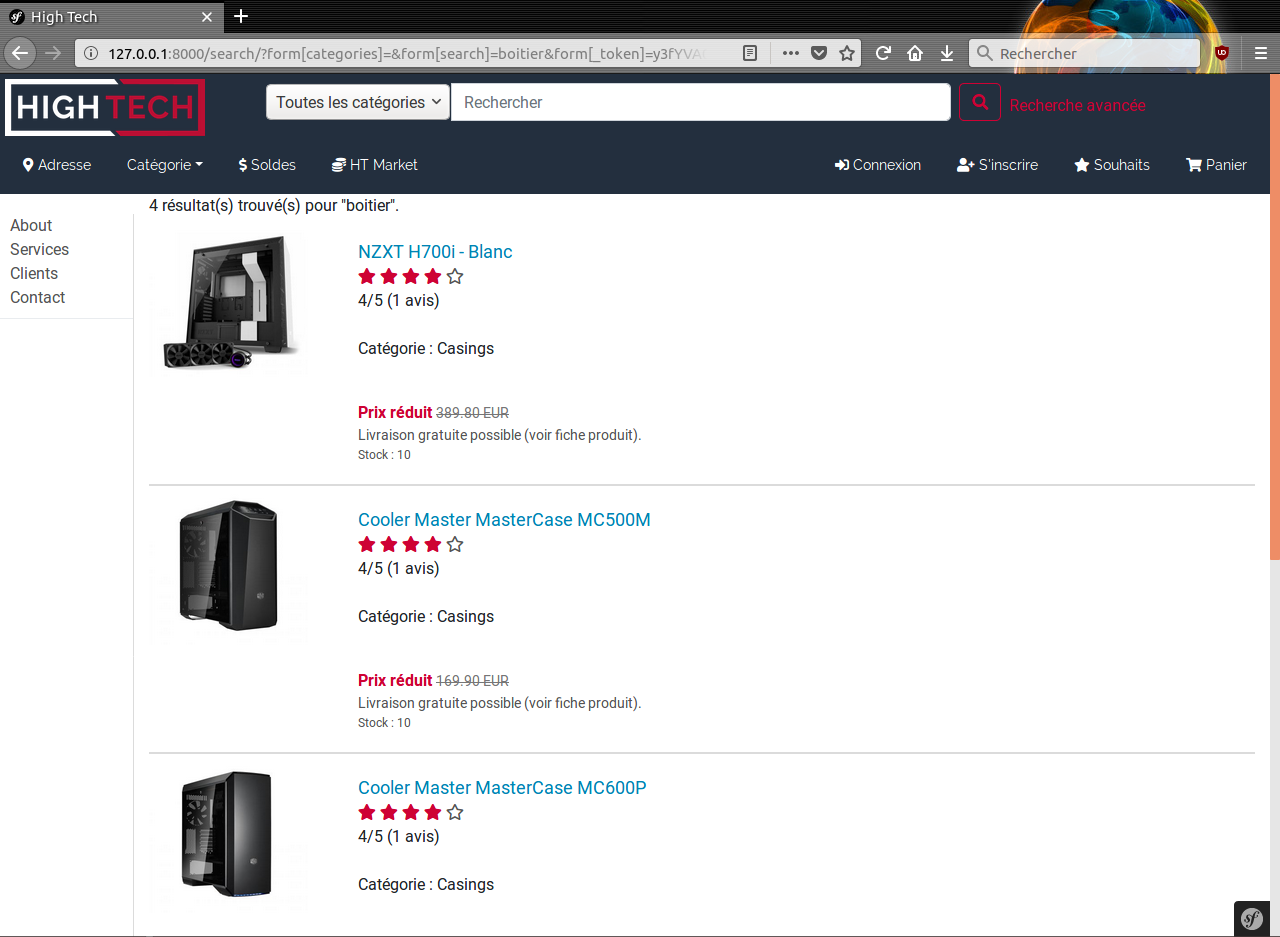 High Tech
127.0.0.1:8000/search/?form[categories]=&form[search]=boitier&form[_token]=y3fYVA
Rechercher
HIGH TECH
Toutes les catégories
Rechercher
Recherche avancée
Adresse
Catégorie
$ Soldes
HT Market
Connexion
S'inscrire
Souhaits
Panier
About
Services
Clients
Contact
4 résultat(s) trouvé(s) pour "boitier".
NZXT H700i - Blanc
4/5 (1 avis)
Catégorie : Casings
Prix réduit 389.80 EUR
Livraison gratuite possible (voir fiche produit).
Stock : 10
Cooler Master MasterCase MC500M
4/5 (1 avis)
Catégorie : Casings
Prix réduit 169.90 EUR
Livraison gratuite possible (voir fiche produit).
Stock : 10
Cooler Master MasterCase MC600P
4/5 (1 avis)
Catégorie : Casings
sf